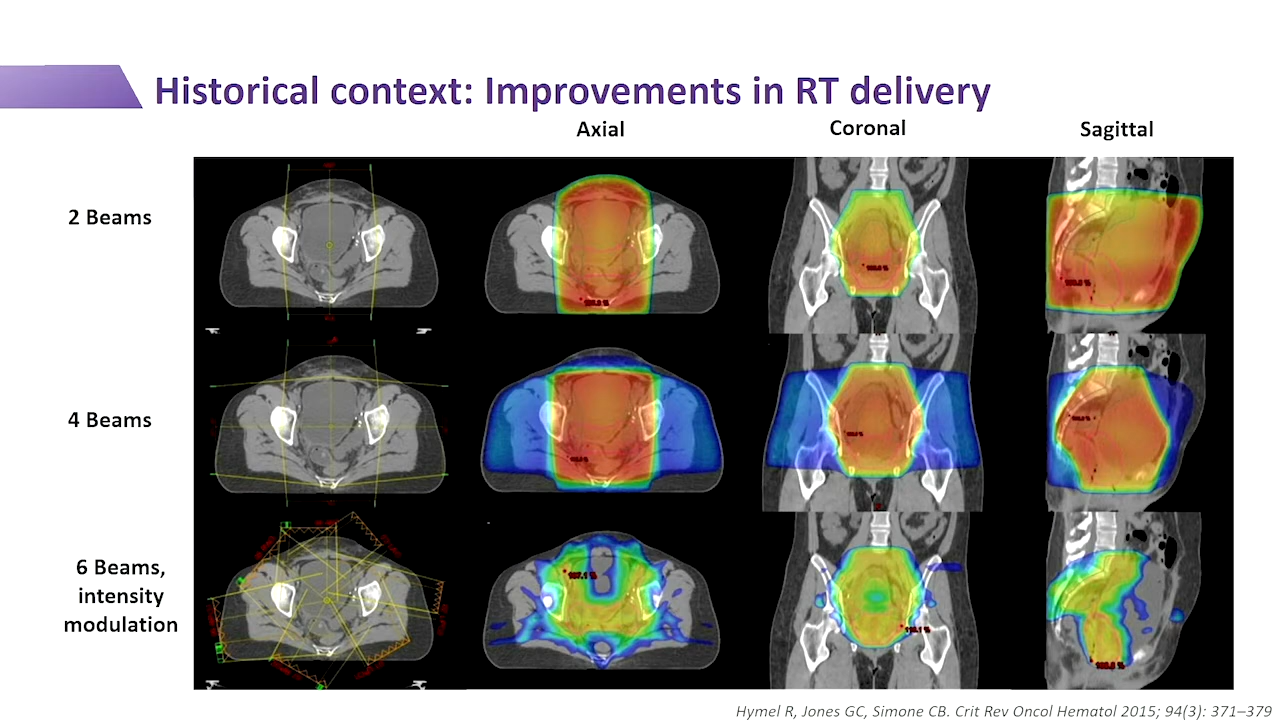 Historical context: Improvements in RT delivery
Axial
Coronal
Sagittal
2 Beams
4 Beams
6 Beams,
intensity
modulation
Hymel R, Jones GC, Simone CB. Crit Rev Oncol Hematol 2015; 94(3): 371–379